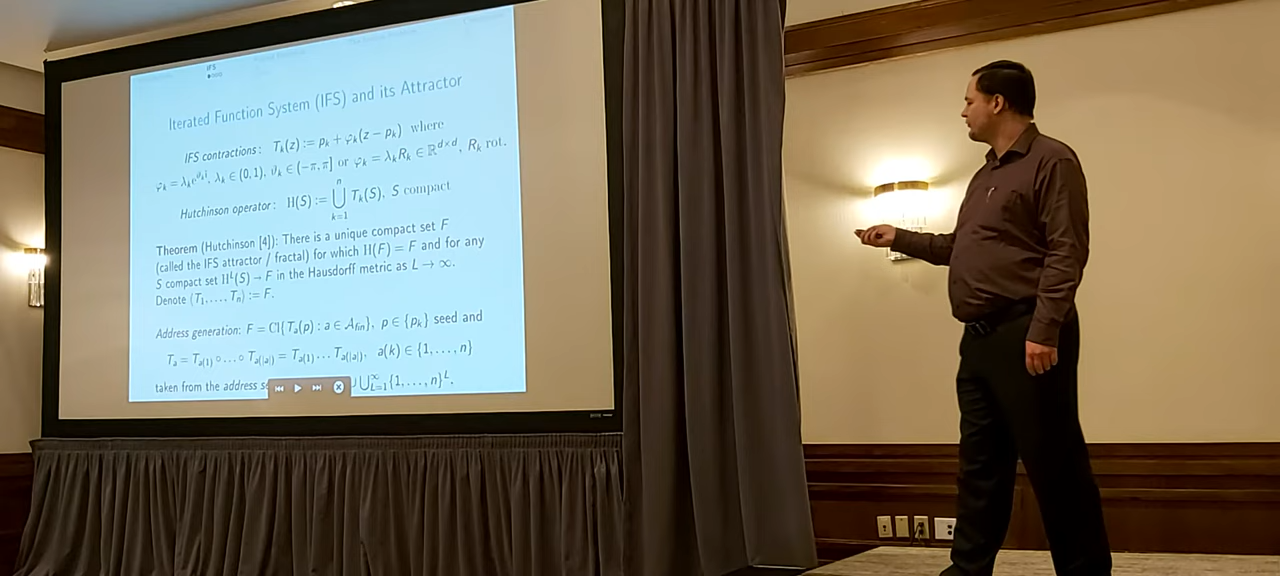 IFS
Iterated Function System (IFS) and its Attractor
IFS contractions: T_k(z) := p_k + φ_k(z − p_k) where
φ_k = λ_k e^{ϑ_k i}, λ_k ∈ (0, 1), ϑ_k ∈ (−π, π] or φ_k = λ_k R_k ∈ ℝ^{d×d}, R_k rot.
Hutchinson operator: H(S) := ⋃_{k=1}^{n} T_k(S), S compact
Theorem (Hutchinson [4]): There is a unique compact set F
(called the IFS attractor / fractal) for which H(F) = F and for any
S compact set H^L(S) → F in the Hausdorff metric as L → ∞.
Denote ⟨T_1, …, T_n⟩ := F.
Address generation: F = Cl{T_a(p) : a ∈ 𝒜_fin}, p ∈ {p_k} seed and
T_a = T_{a(1)} ∘ … ∘ T_{a(|a|)} = T_{a(1)} … T_{a(|a|)}, a(k) ∈ {1, …, n}
taken from the address ⋃_{L=1}^{∞} {1, …, n}^L.